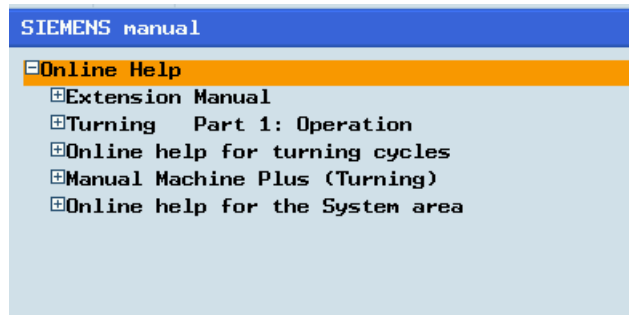 SIEMENS manual
Online Help
Extension Manual
Turning Part 1: Operation
Online help for turning cycles
Manual Machine Plus (Turning)
Online help for the System area